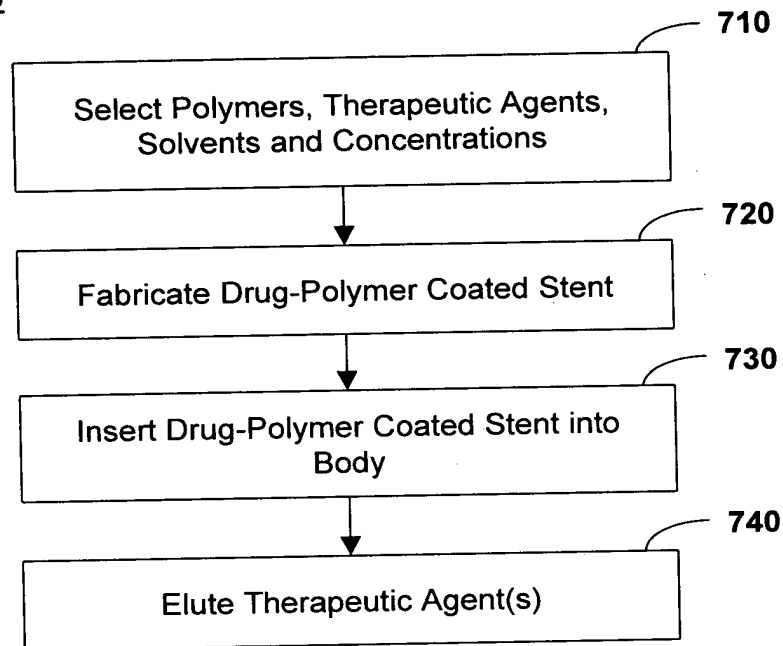 710
Select Polymers, Therapeutic Agents,
Solvents and Concentrations
720
Fabricate Drug-Polymer Coated Stent
730
Insert Drug-Polymer Coated Stent into
Body
740
Elute Therapeutic Agent(s)